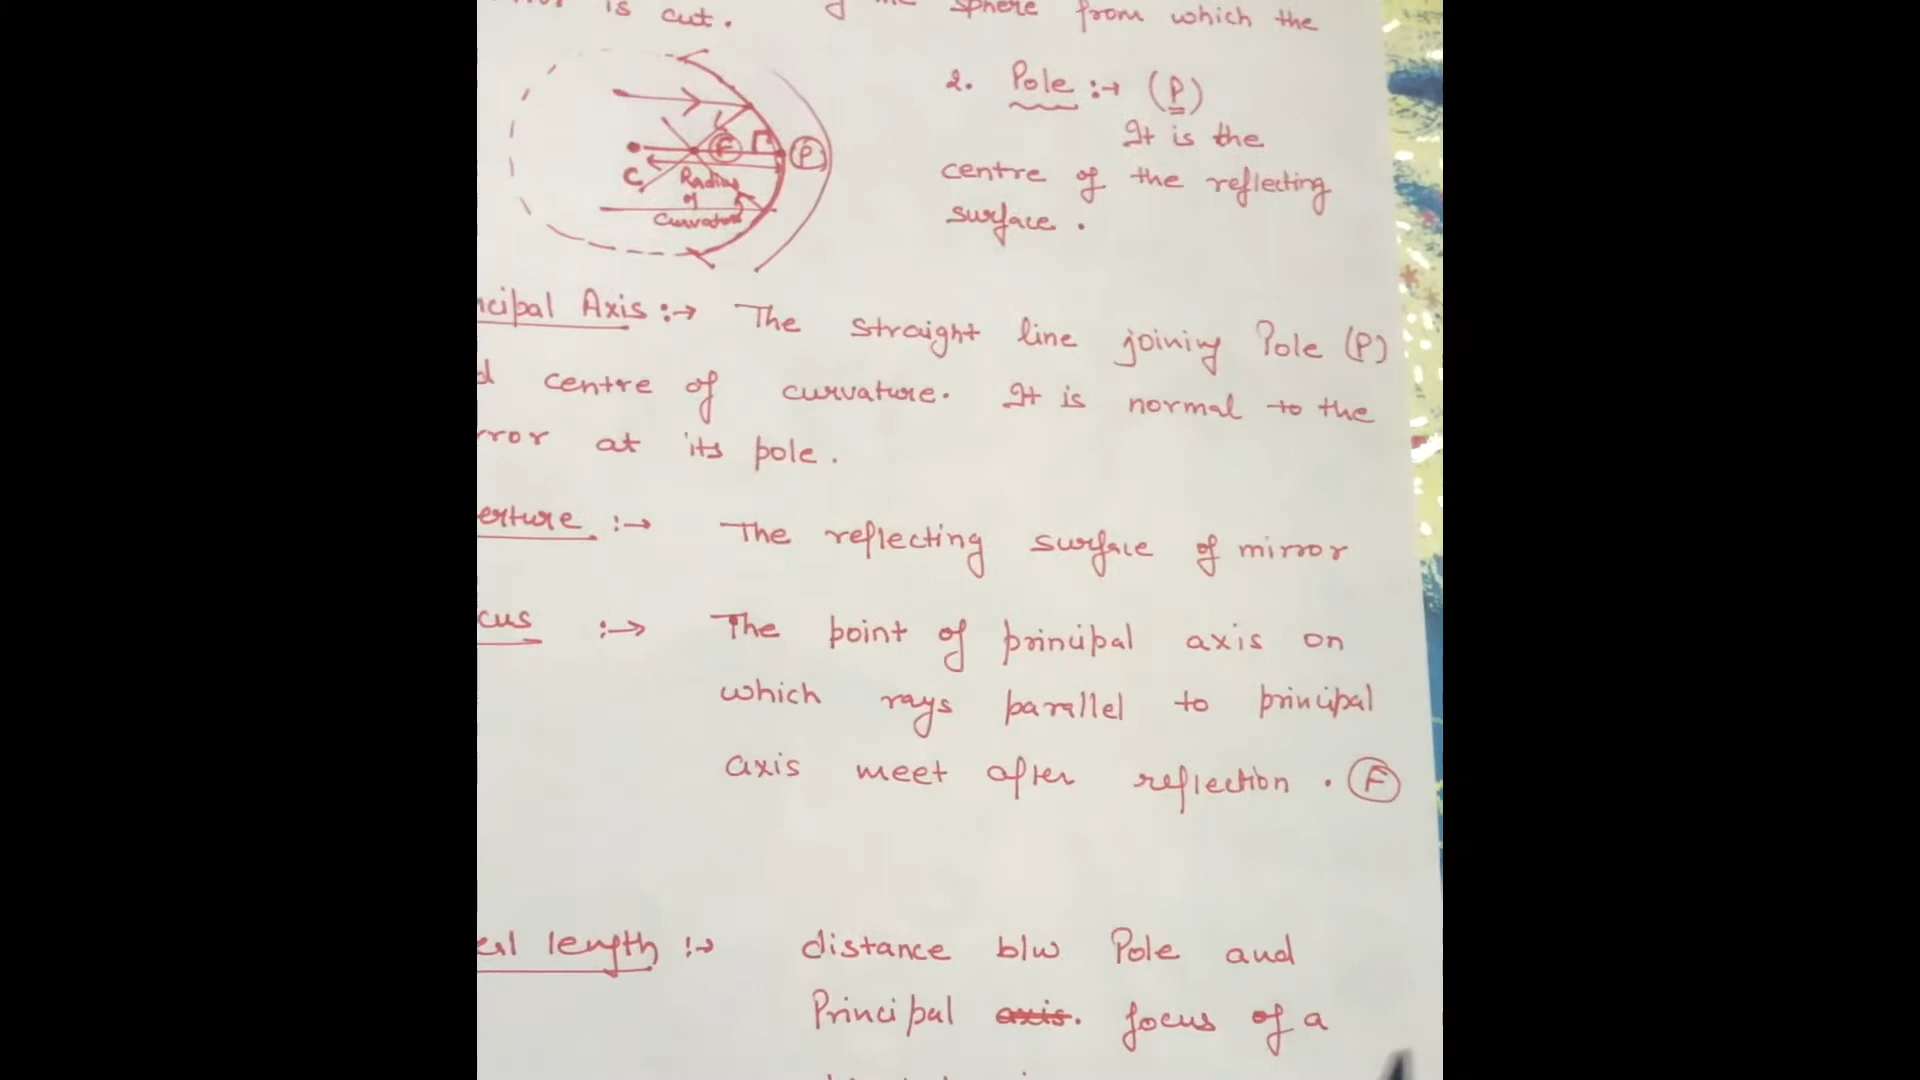 is cut. sphere from which the
2. Pole :→ (P)
It is the
centre of the reflecting
surface.
F
P
C
Radius
of
Curvature
ncipal Axis :→ The straight line joining Pole (P)
d centre of curvature. It is normal to the
rror at its pole.
erture :→ The reflecting surface of mirror
cus :→ The point of principal axis on
which rays parallel to principal
axis meet after reflection. F
length :→ distance b/w Pole and
Principal axis. focus of a